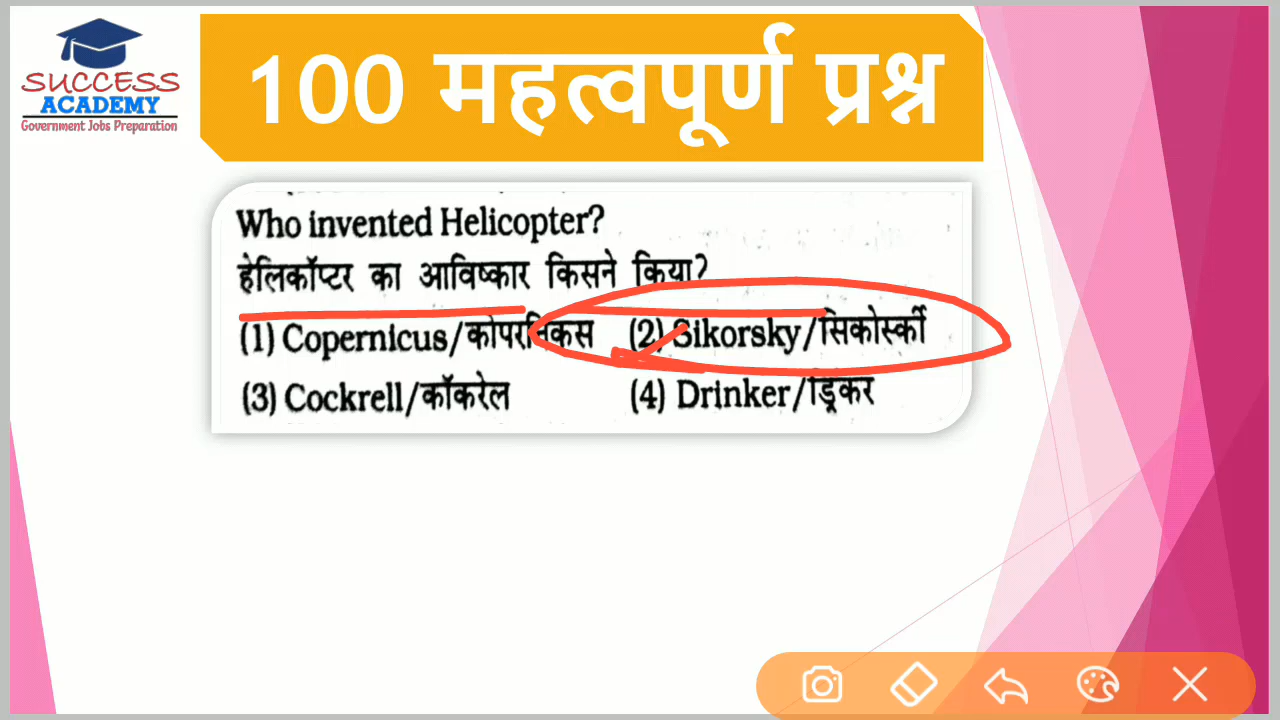 SUCCESS
ACADEMY
Government Jobs Preparation
100 महत्वपूर्ण प्रश्न
Who invented Helicopter?
हेलिकॉप्टर का आविष्कार किसने किया?
(1) Copernicus/कोपरनिकस (2) Sikorsky/सिकोर्स्की
(3) Cockrell/कॉकरेल (4) Drinker/ड्रिंकर